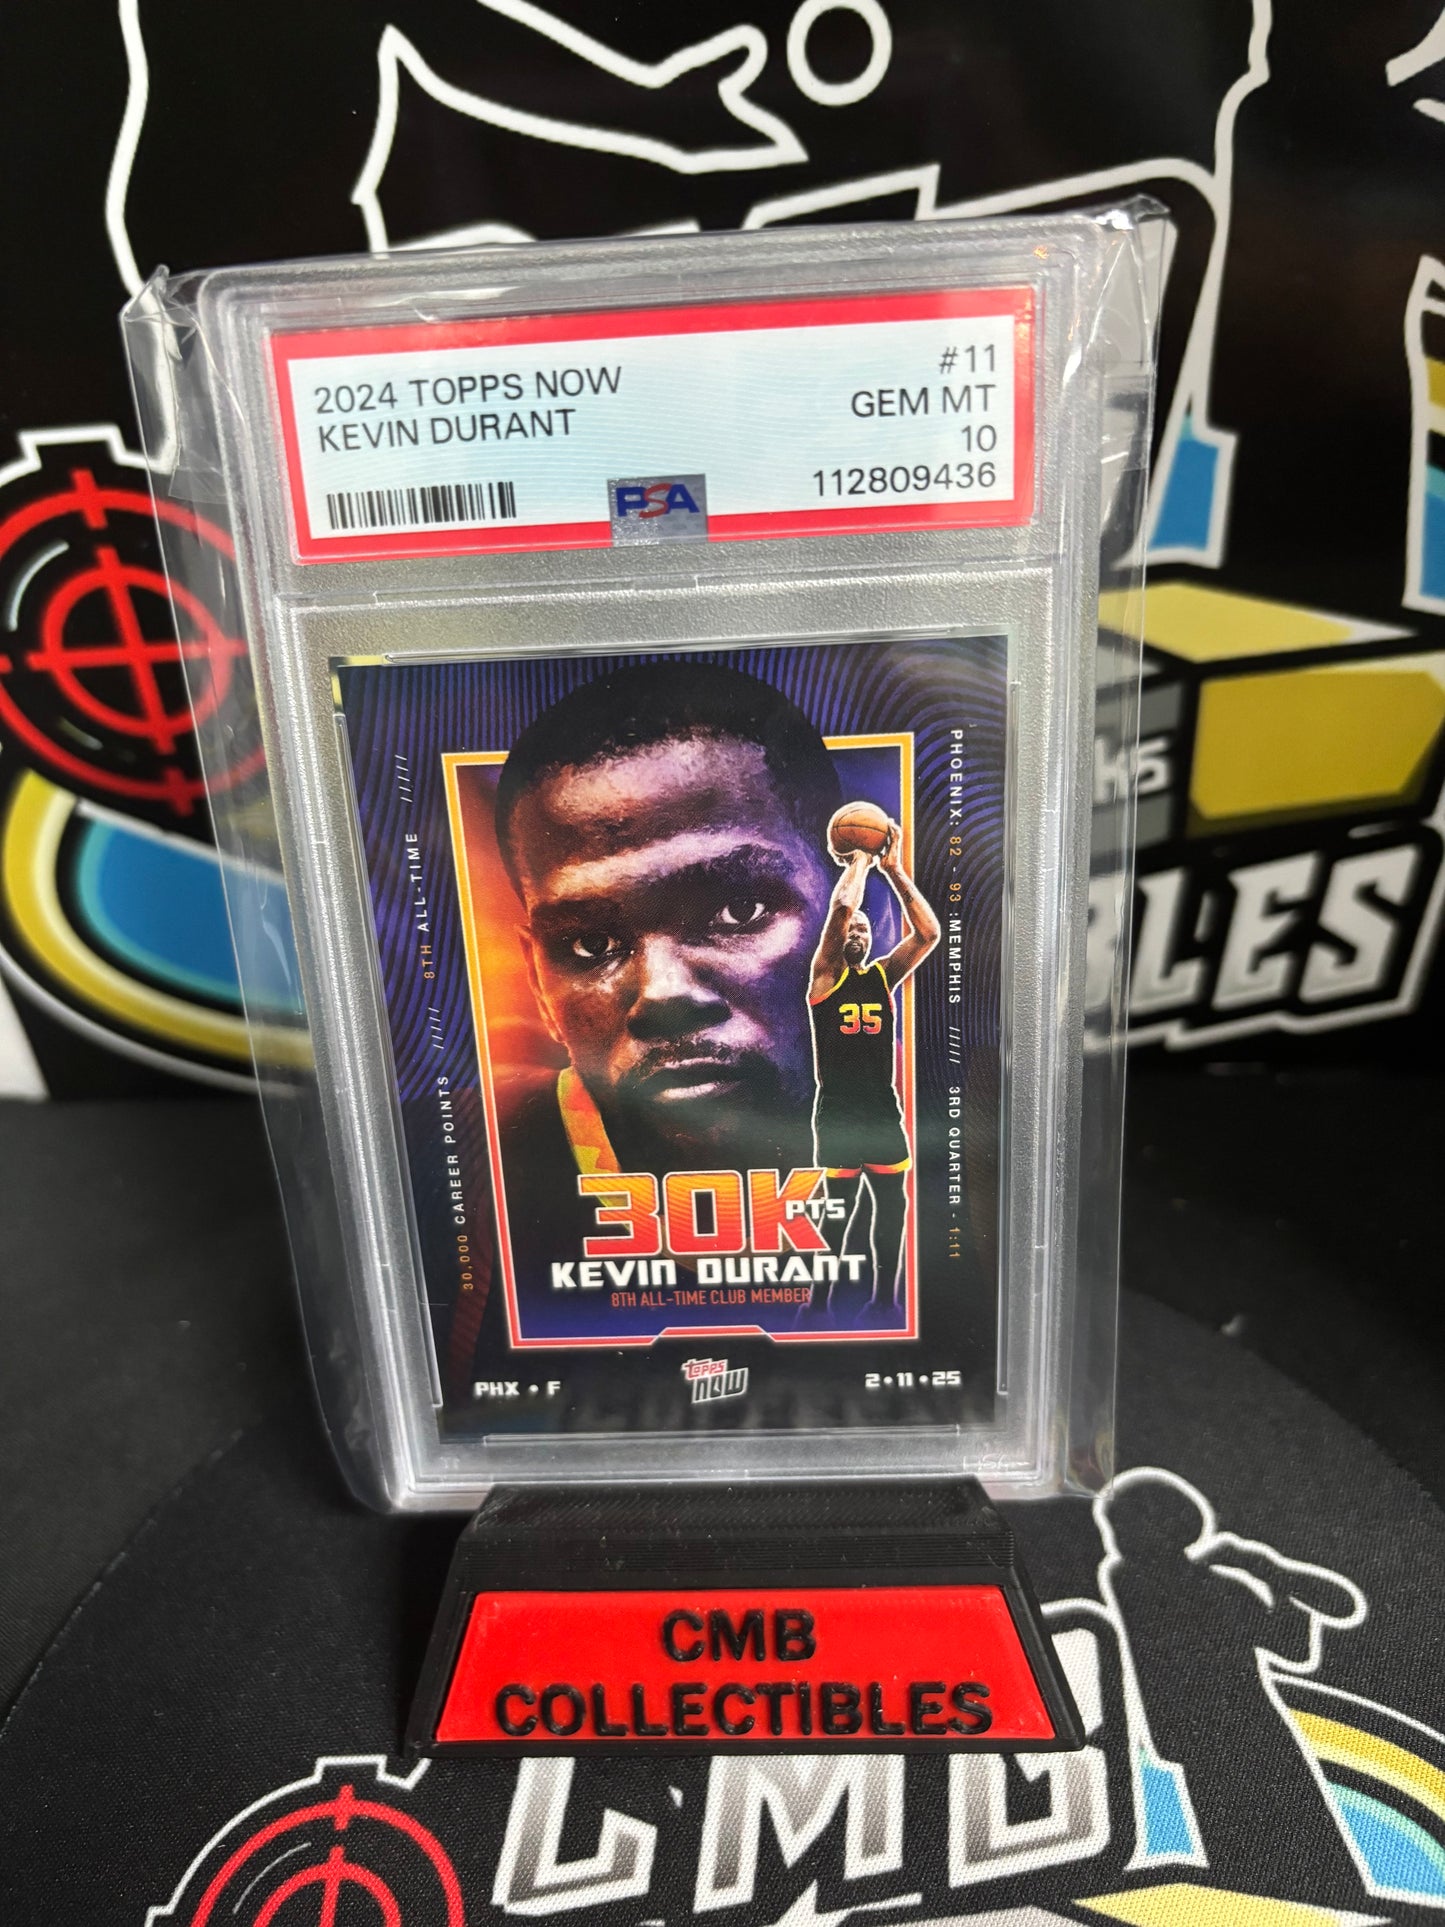 2024 TOPPS NOW
KEVIN DURANT
#11
GEM MT
10
112809436
PSA
30,000 CAREER POINTS ///// 8TH ALL-TIME /////
PHOENIX: 82 - 93 :MEMPHIS ///// 3RD QUARTER - 1:11
35
30K
PTS
KEVIN DURANT
8TH ALL-TIME CLUB MEMBER
PHX • F
TOPPS
NOW
2•11•25
CMB
COLLECTIBLES
CMB